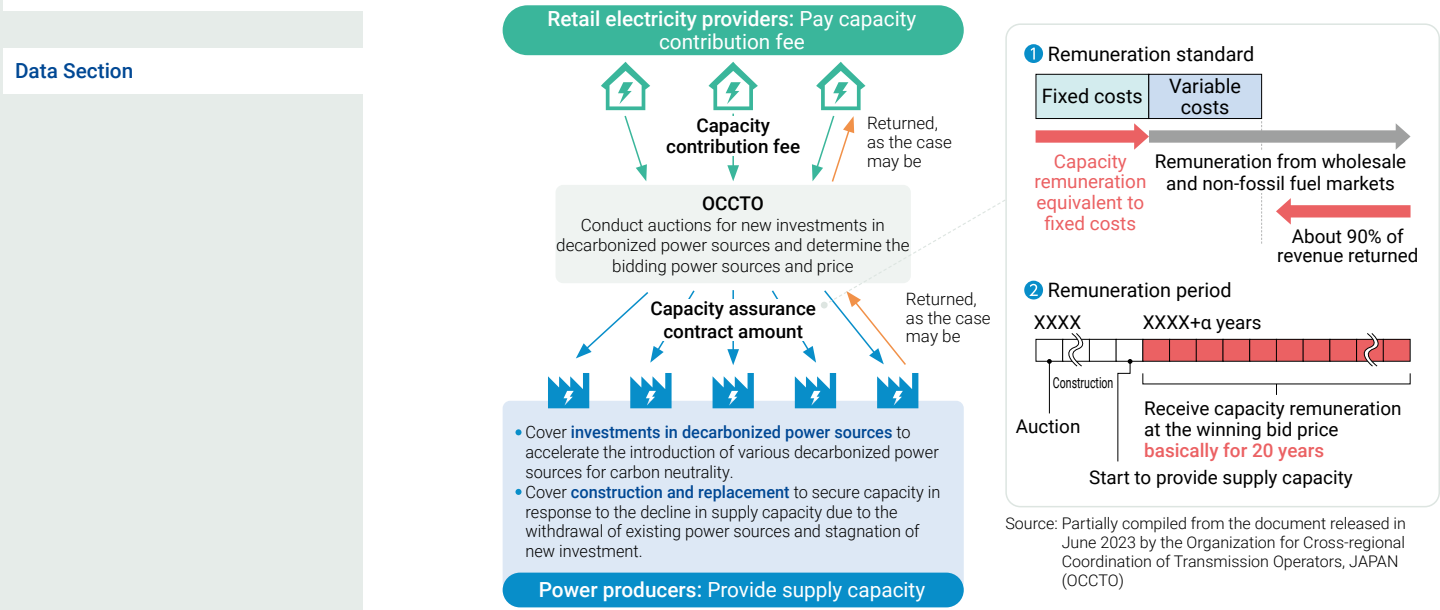 Data Section
Retail electricity providers: Pay capacity
contribution fee
Capacity
contribution fee
Returned,
as the case
may be
OCCTO
Conduct auctions for new investments in
decarbonized power sources and determine the
bidding power sources and price
Capacity assurance
contract amount
Returned,
as the case
may be
• Cover investments in decarbonized power sources to
accelerate the introduction of various decarbonized power
sources for carbon neutrality.
• Cover construction and replacement to secure capacity in
response to the decline in supply capacity due to the
withdrawal of existing power sources and stagnation of
new investment.
Power producers: Provide supply capacity
1 Remuneration standard
Fixed costs
Variable
costs
Capacity
remuneration
equivalent to
fixed costs
Remuneration from wholesale
and non-fossil fuel markets
About 90% of
revenue returned
2 Remuneration period
XXXX
XXXX+α years
Construction
Auction
Receive capacity remuneration
at the winning bid price
basically for 20 years
Start to provide supply capacity
Source: Partially compiled from the document released in
June 2023 by the Organization for Cross-regional
Coordination of Transmission Operators, JAPAN
(OCCTO)